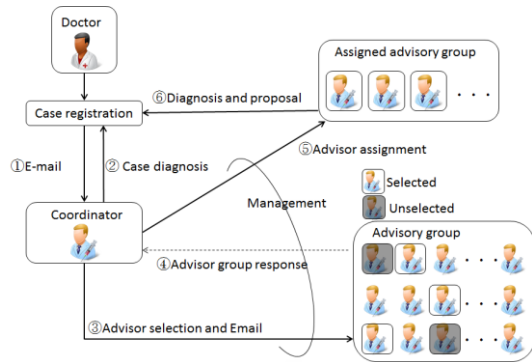 Doctor
Assigned advisory group
. . .
⑥Diagnosis and proposal
Case registration
①E-mail
② Case diagnosis
⑤Advisor assignment
Selected
Unselected
Management
Coordinator
Advisory group
④Advisor group response
③Advisor selection and Email